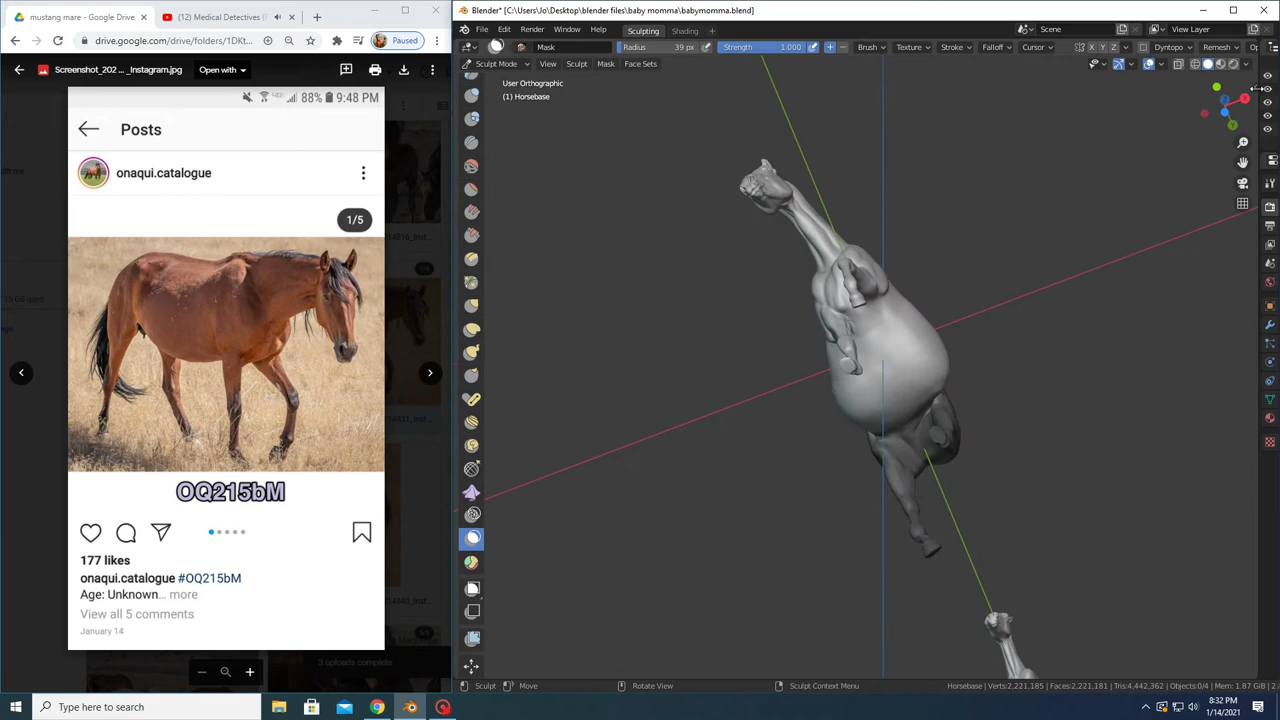 mustang mare - Google Drive
(12) Medical Detectives (F
drive.google.com/drive/folders/1DKt
Paused
Screenshot_202 ... _Instagram.jpg
Open with
88% 9:48 PM
Posts
onaqui.catalogue
1/5
OQ215bM
177 likes
onaqui.catalogue #OQ215bM
Age: Unknown... more
View all 5 comments
January 14
3 uploads complete
Blender* [C:\Users\Jo\Desktop\blender files\baby momma\babymomma.blend]
File Edit Render Window Help Sculpting Shading Scene View Layer
Mask Radius 39 px Strength 1.000 Brush Texture Stroke Falloff Cursor X Y Z Dyntopo Remesh Op
Sculpt Mode View Sculpt Mask Face Sets
User Orthographic
(1) Horsebase
X
Y
Sculpt Move Rotate View Sculpt Context Menu Horsebase | Verts:2,221,185 | Faces:2,221,181 | Tris:4,442,362 | Objects:0/4 | Mem: 1.87 GiB | 2.
Type here to search
8:32 PM
1/14/2021